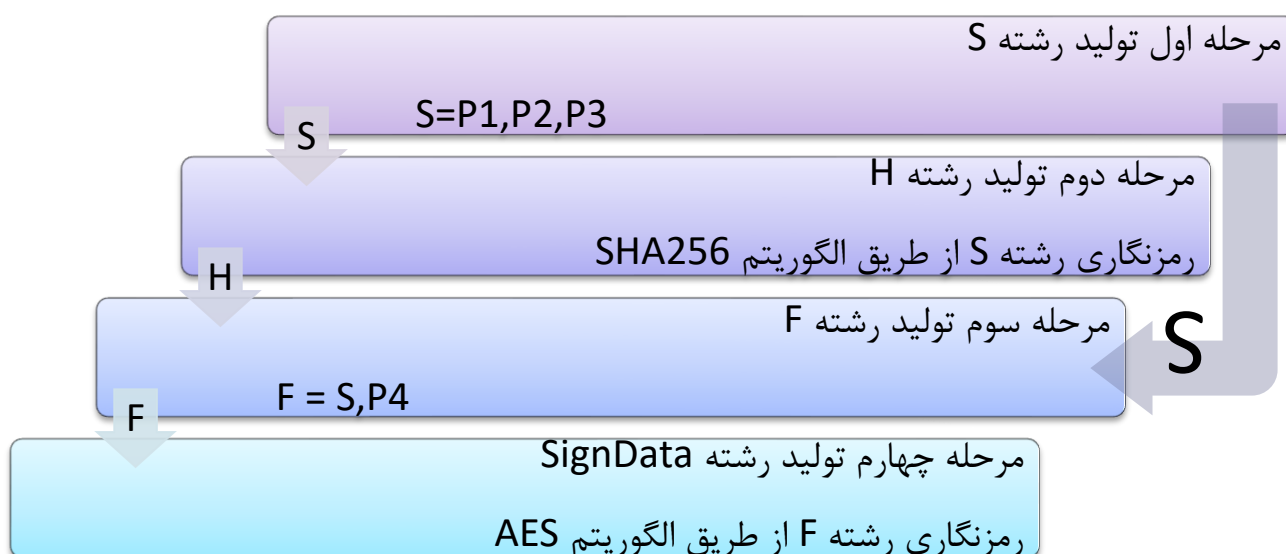 مرحله اول تولید رشته S
S=P1,P2,P3
S
مرحله دوم تولید رشته H
رمزنگاری رشته S از طریق الگوریتم SHA256
H
مرحله سوم تولید رشته F
S
F = S,P4
F
مرحله چهارم تولید رشته SignData
رمزنگاری رشته F از طریق الگوریتم AES